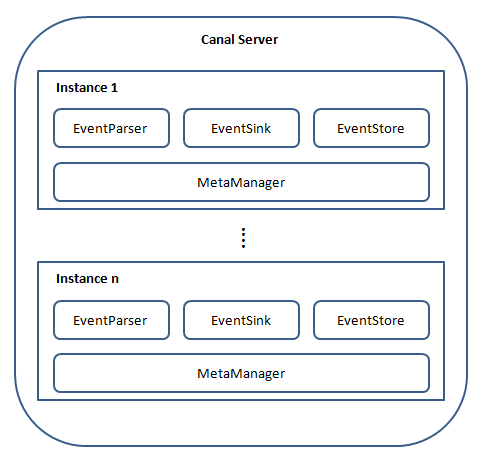 Canal Server
Instance 1
EventParser EventSink EventStore
MetaManager
Instance n
EventParser EventSink EventStore
MetaManager